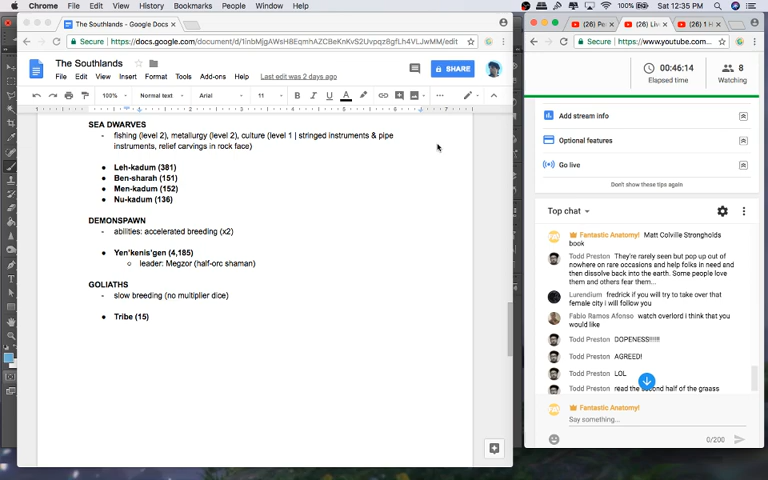 Chrome File Edit View History Bookmarks People Window Help
100% Sat 12:35 PM
The Southlands - Google Docs
Secure https://docs.google.com/document/d/
The Southlands
File Edit View Insert Format Tools Add-ons Help Last edit was 2 days ago
SHARE
100% Normal text Arial 11 B I U A
SEA DWARVES
- fishing (level 2), metallurgy (level 2), culture (level 1 | stringed instruments & pipe
instruments, relief carvings in rock face)
● Leh-kadum (381)
● Ben-sharah (151)
● Men-kadum (152)
● Nu-kadum (136)
DEMONSPAWN
- abilities: accelerated breeding (x2)
● Yen'kenis'gen (4,185)
○ leader: Megzor (half-orc shaman)
GOLIATHS
- slow breeding (no multiplier dice)
● Tribe (15)
(26) Pe
(26) Liv
(26) 1 H
Secure https://www.youtube.com...
00:46:14
Elapsed time
8
Watching
Add stream info
Optional features
Go live
Don't show these tips again
Top chat
Fantastic Anatomy! Matt Colville Strongholds
book
Todd Preston They're rarely seen but pop up out of
nowhere on rare occasions and help folks in need and
then dissolve back into the earth. Some people love
them and others fear them...
Lurendium fredrick if you will try to take over that
female city i will follow you
Fabio Ramos Afonso watch overlord i think that you
would like
Todd Preston DOPENESS!!!!!!
Todd Preston AGREED!
Todd Preston LOL
Todd Preston read the second half of the graass
Fantastic Anatomy!
Say something...
0/200